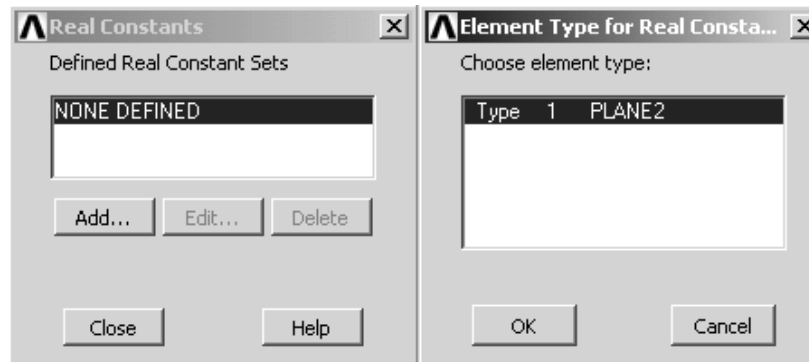 Real Constants
Defined Real Constant Sets
NONE DEFINED
Add... Edit... Delete
Close Help
Element Type for Real Consta...
Choose element type:
Type 1 PLANE2
OK Cancel